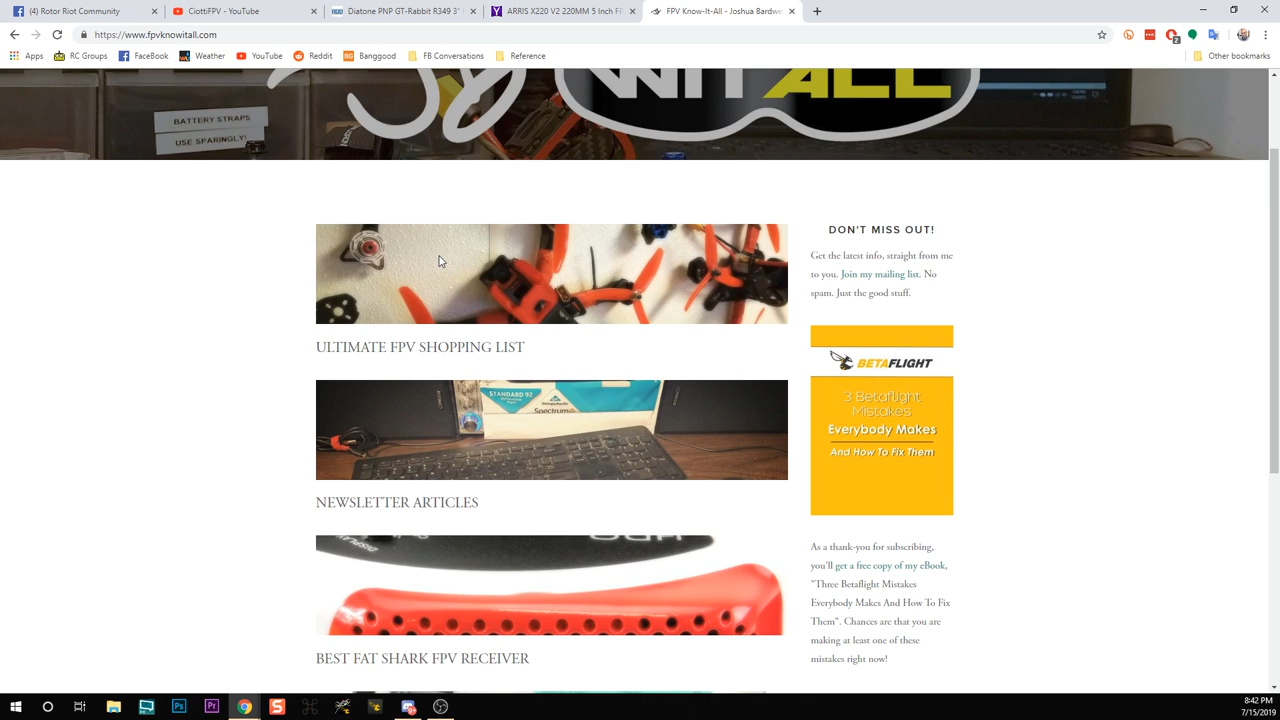 (4) Rotor Riot Community
CiottiFPV - YouTube
Diatone PNP GT-Rabbit R349 3"
ARRIS X220 V2 220MM 5 Inch
FPV Know-It-All - Joshua Bardwe
https://www.fpvknowitall.com
Apps
RC Groups
FaceBook
Weather
YouTube
Reddit
Banggood
FB Conversations
Reference
Other bookmarks
WITALL
BATTERY STRAPS
USE SPARINGLY!
DON'T MISS OUT!
Get the latest info, straight from me
to you. Join my mailing list. No
spam. Just the good stuff.
ULTIMATE FPV SHOPPING LIST
BETAFLIGHT
3 Betaflight
Mistakes
Everybody Makes
And How To Fix Them
STANDARD 92
Spectrum
NEWSLETTER ARTICLES
As a thank-you for subscribing,
you'll get a free copy of my eBook,
"Three Betaflight Mistakes
Everybody Makes And How To Fix
Them". Chances are that you are
making at least one of these
mistakes right now!
BEST FAT SHARK FPV RECEIVER
8:42 PM
7/15/2019